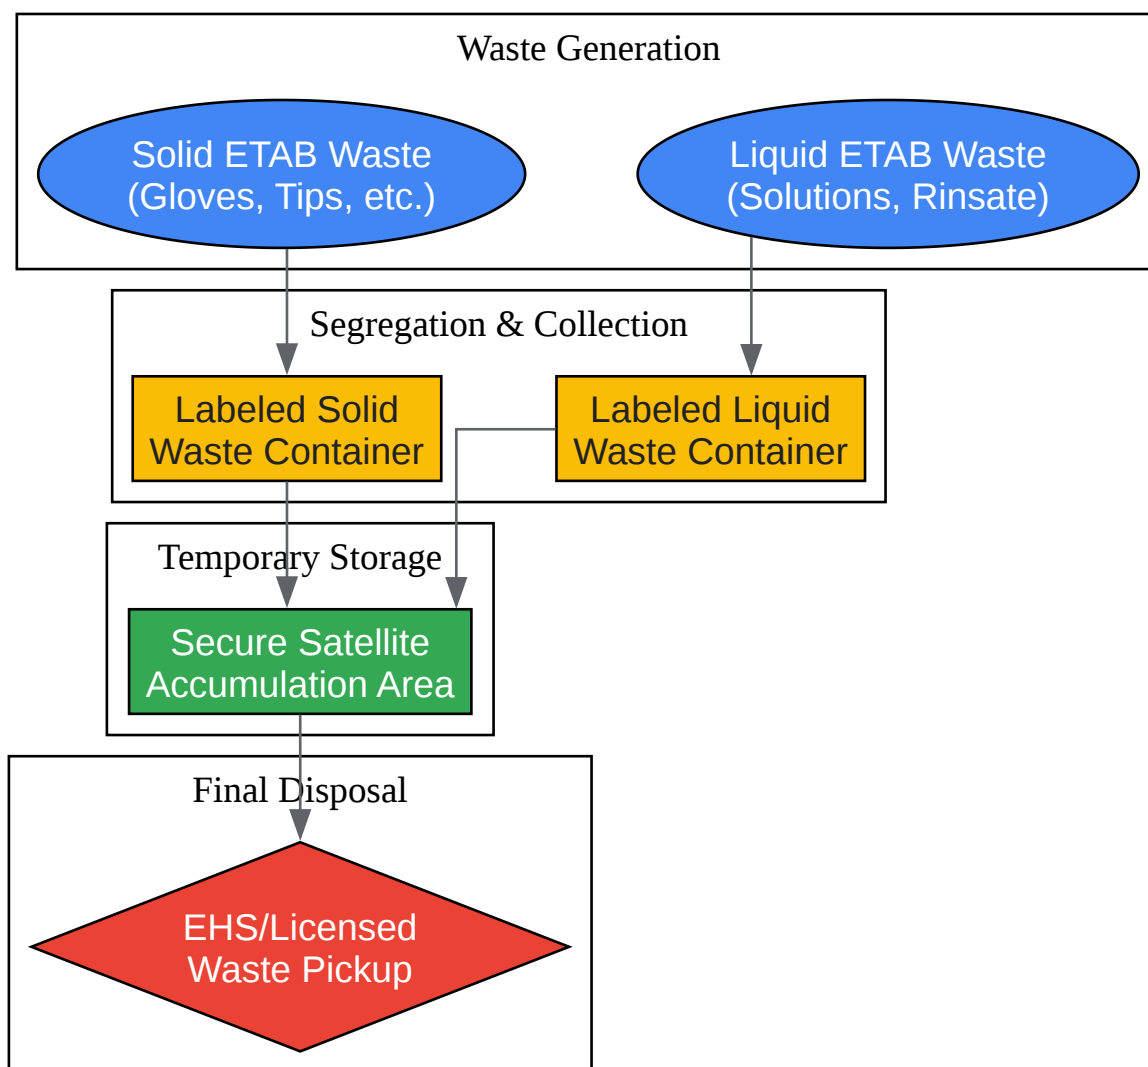 Waste Generation
Solid ETAB Waste
(Gloves, Tips, etc.)
Liquid ETAB Waste
(Solutions, Rinsate)
Segregation & Collection
Labeled Solid
Waste Container
Labeled Liquid
Waste Container
Temporary Storage
Secure Satellite
Accumulation Area
Final Disposal
EHS/Licensed
Waste Pickup